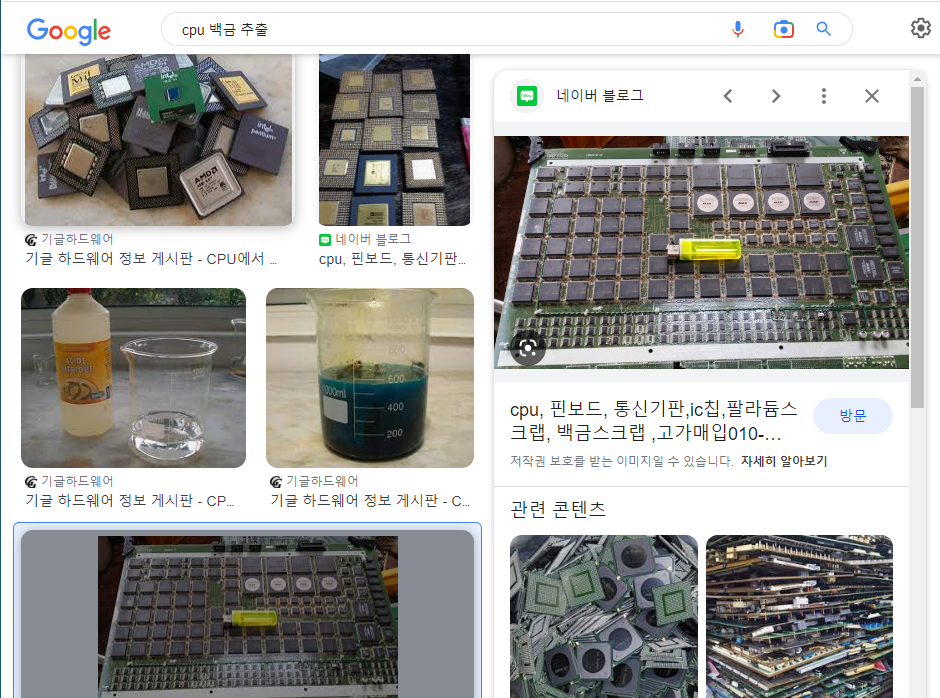 Google
cpu 백금 추출
AMD
intel
intel
pentium
AMD
기글하드웨어
기글 하드웨어 정보 게시판 - CPU에서 ...
네이버 블로그
cpu, 핀보드, 통신기판...
ACIDE
1000ml
600
400
200
기글하드웨어
기글 하드웨어 정보 게시판 - CP...
기글하드웨어
기글 하드웨어 정보 게시판 - C...
네이버 블로그
cpu, 핀보드, 통신기판,ic칩,팔라듐스
크랩, 백금스크랩 ,고가매입010-...
방문
저작권 보호를 받는 이미지일 수 있습니다. 자세히 알아보기
관련 콘텐츠